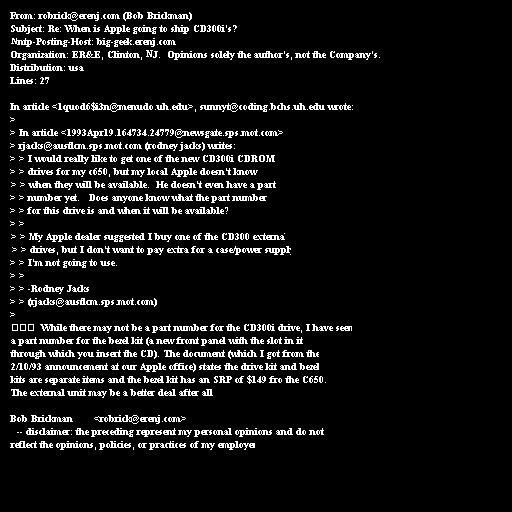 From: robrick@erenj.com (Bob Brickman)
Subject: Re: When is Apple going to ship CD300i's?
Nntp-Posting-Host: big-geek.erenj.com
Organization: ER&E, Clinton, NJ.  Opinions solely the author's, not the Company's.
Distribution: usa
Lines: 27

In article <1quod6$i3n@menudo.uh.edu>, sunnyt@coding.bchs.uh.edu wrote:
>
> In article <1993Apr19.164734.24779@newsgate.sps.mot.com>
> rjacks@austlcm.sps.mot.com (rodney jacks) writes:
> > I would really like to get one of the new CD300i CDROM
> > drives for my c650, but my local Apple doesn't know
> > when they will be available.  He doesn't even have a part
> > number yet.   Does anyone know what the part number
> > for this drive is and when it will be available?
> >
> > My Apple dealer suggested I buy one of the CD300 externa
> > drives, but I don't want to pay extra for a case/power suppl
> > I'm not going to use.
> >
> > -Rodney Jacks
> > (rjacks@austlcm.sps.mot.com)
>
While there may not be a part number for the CD300i drive, I have seen
a part number for the bezel kit (a new front panel with the slot in it
through which you insert the CD). The document (which I got from the
2/10/93 announcement at our Apple office) states the drive kit and bezel
kits are separate items and the bezel kit has an SRP of $149 fro the C650.
The external unit may be a better deal after all

Bob Brickman        <robrick@erenj.com>
-- disclaimer: the preceding represent my personal opinions and do not
reflect the opinions, policies, or practices of my employer